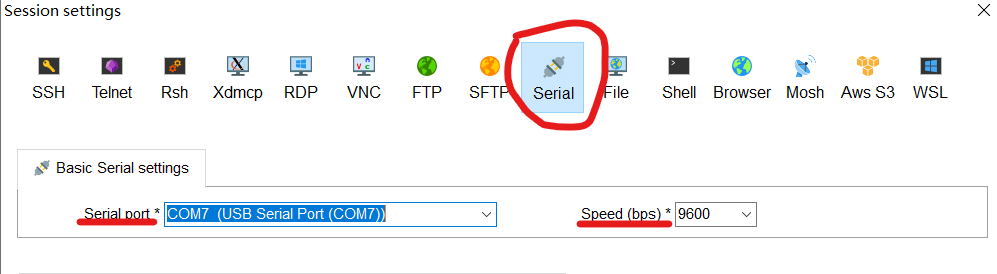 Session settings
SSH Telnet Rsh Xdmcp RDP VNC FTP SFTP Serial File Shell Browser Mosh Aws S3 WSL
Basic Serial settings
Serial port * COM7 (USB Serial Port (COM7)) Speed (bps) * 9600